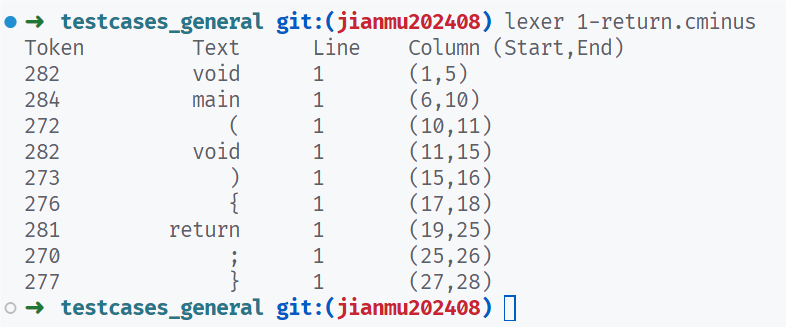 ➜ testcases_general git:(jianmu202408) lexer 1-return.cminus
Token Text Line Column (Start,End)
282 void 1 (1,5)
284 main 1 (6,10)
272 ( 1 (10,11)
282 void 1 (11,15)
273 ) 1 (15,16)
276 { 1 (17,18)
281 return 1 (19,25)
270 ; 1 (25,26)
277 } 1 (27,28)
➜ testcases_general git:(jianmu202408)